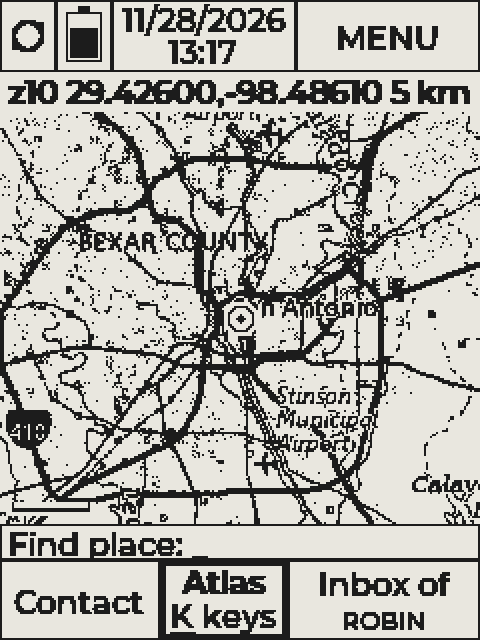 11/28/2026
13:17
MENU
z10 29.42600,-98.48610 5 km
Airport
BEXAR COUNTY
n Antonio
Stinson
Municipal
Airport
410
Calav
Find place: _
Contact
Atlas
K keys
Inbox of
ROBIN